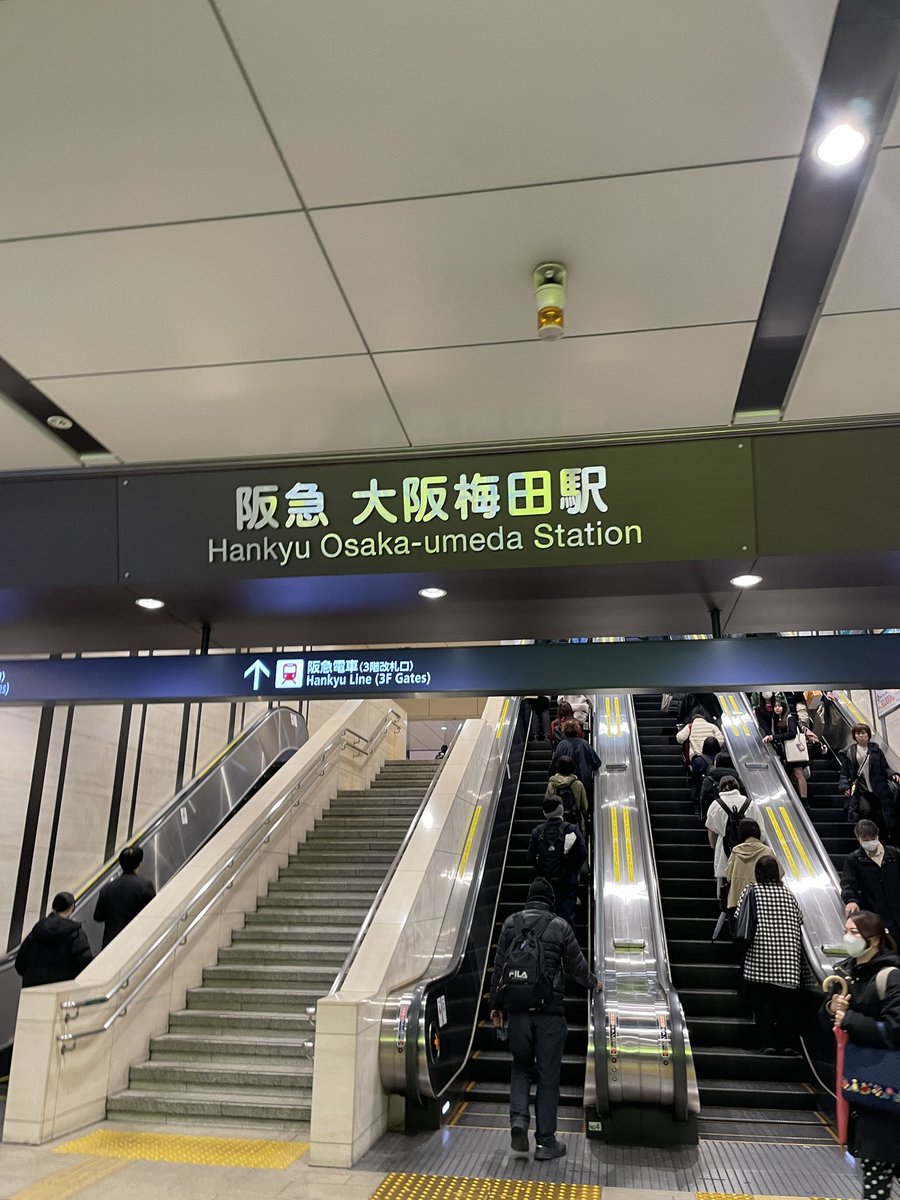 阪急 大阪梅田駅
Hankyu Osaka-umeda Station
阪急電車(3階改札口)
Hankyu Line (3F Gates)
FILA